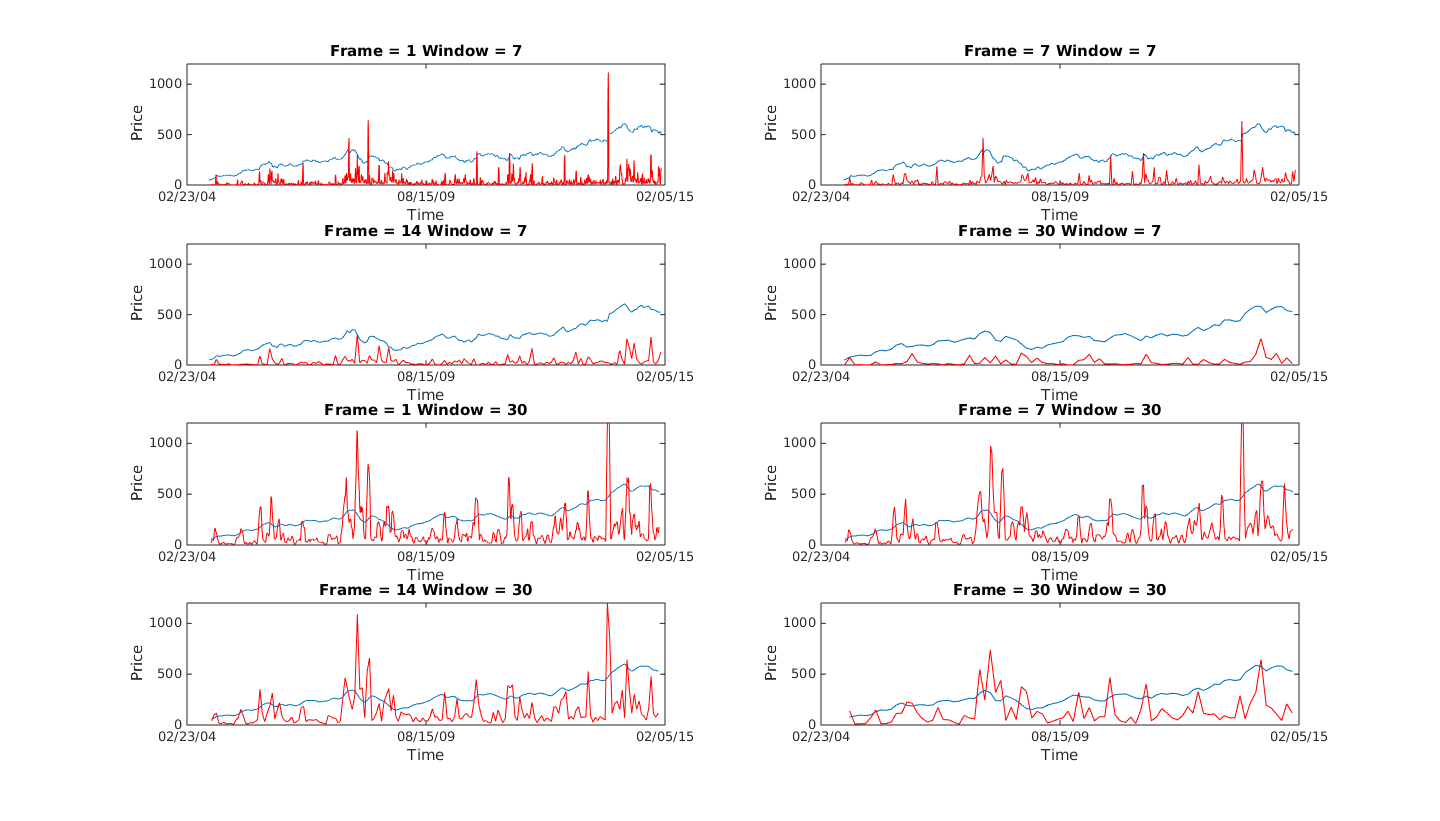 Frame = 1 Window = 7
1000
500
0
Price
02/23/04 08/15/09 02/05/15
Time
Frame = 7 Window = 7
1000
500
0
Price
02/23/04 08/15/09 02/05/15
Time
Frame = 14 Window = 7
1000
500
0
Price
02/23/04 08/15/09 02/05/15
Time
Frame = 30 Window = 7
1000
500
0
Price
02/23/04 08/15/09 02/05/15
Time
Frame = 1 Window = 30
1000
500
0
Price
02/23/04 08/15/09 02/05/15
Time
Frame = 7 Window = 30
1000
500
0
Price
02/23/04 08/15/09 02/05/15
Time
Frame = 14 Window = 30
1000
500
0
Price
02/23/04 08/15/09 02/05/15
Time
Frame = 30 Window = 30
1000
500
0
Price
02/23/04 08/15/09 02/05/15
Time